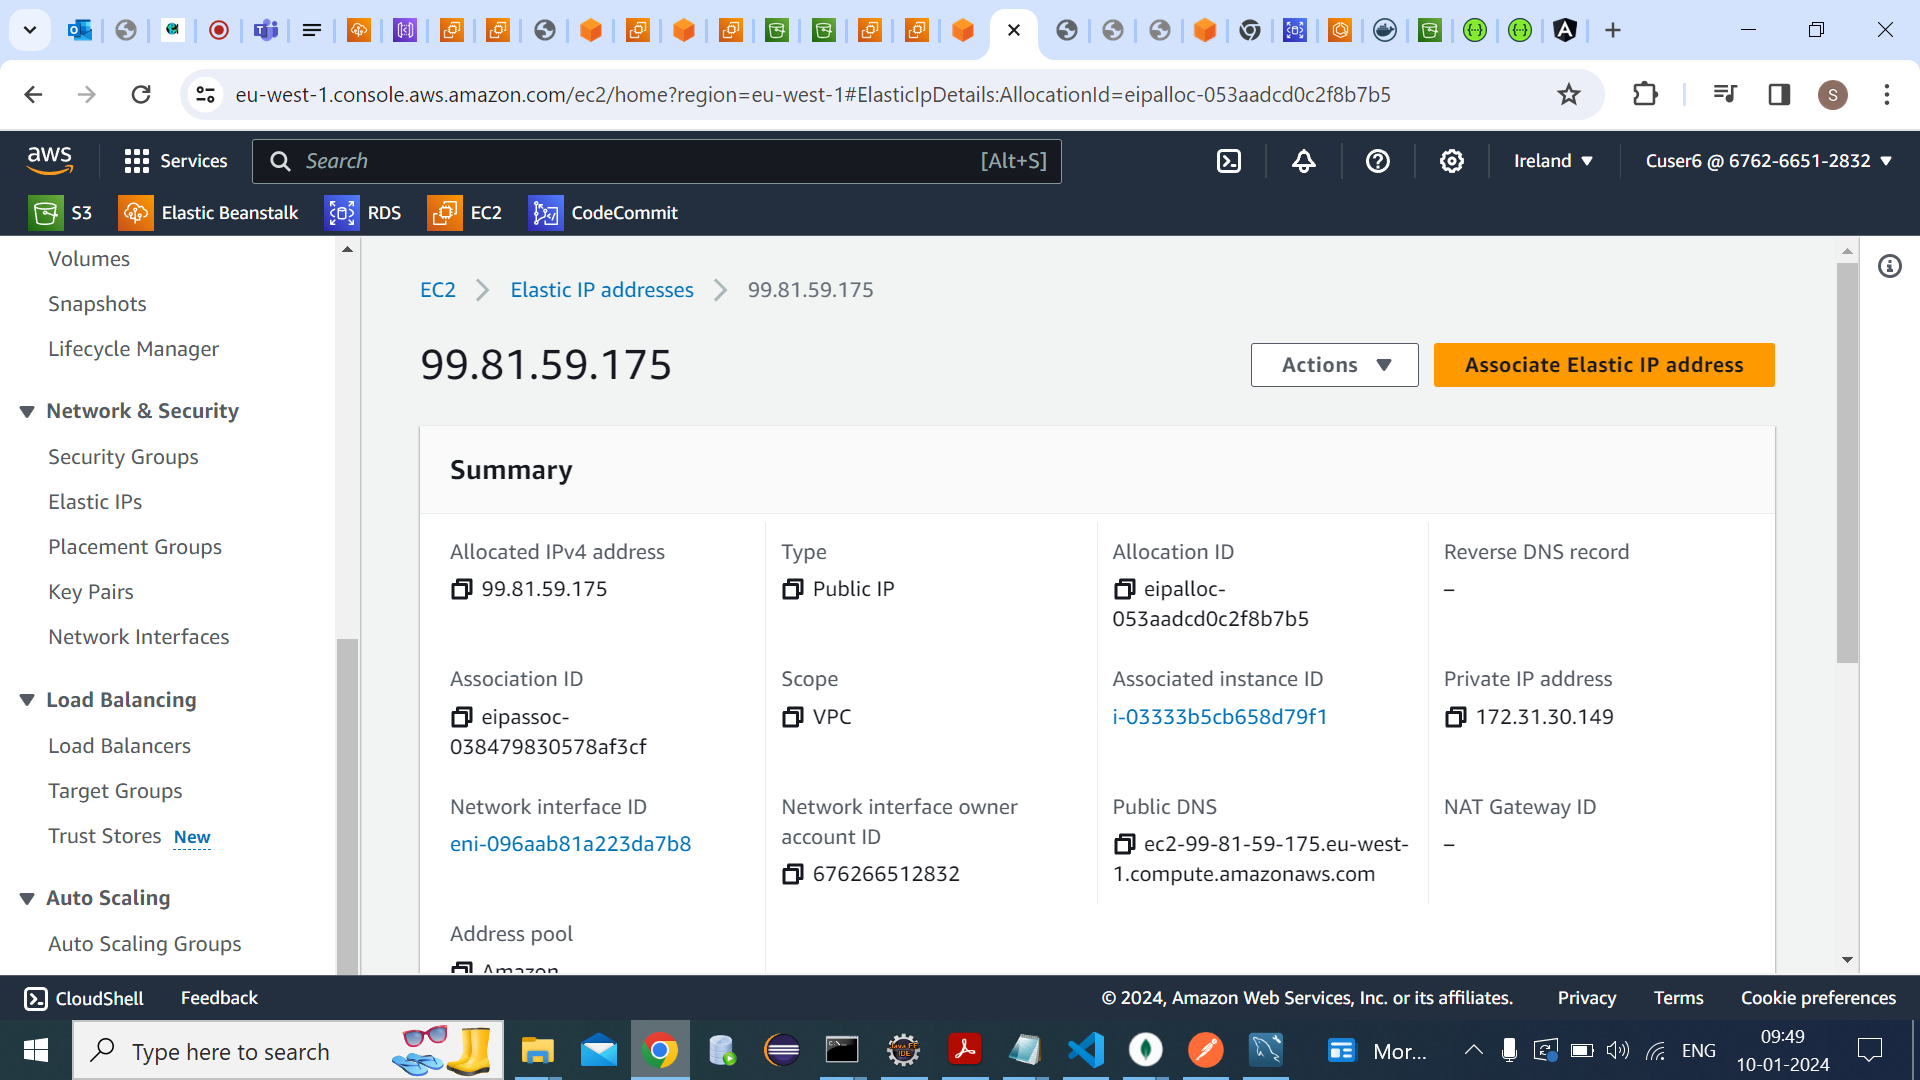 eu-west-1.console.aws.amazon.com/ec2/home?region=eu-west-1#ElasticIpDetails:AllocationId=eipalloc-053aadcd0c2f8b7b5
S
aws
Services
Search
[Alt+S]
Ireland
Cuser6 @ 6762-6651-2832
S3
Elastic Beanstalk
RDS
EC2
CodeCommit
Volumes
Snapshots
Lifecycle Manager
Network & Security
Security Groups
Elastic IPs
Placement Groups
Key Pairs
Network Interfaces
Load Balancing
Load Balancers
Target Groups
Trust Stores New
Auto Scaling
Auto Scaling Groups
EC2
Elastic IP addresses
99.81.59.175
99.81.59.175
Actions
Associate Elastic IP address
Summary
Allocated IPv4 address
99.81.59.175
Type
Public IP
Allocation ID
eipalloc-
053aadcd0c2f8b7b5
Reverse DNS record
–
Association ID
eipassoc-
038479830578af3cf
Scope
VPC
Associated instance ID
i-03333b5cb658d79f1
Private IP address
172.31.30.149
Network interface ID
eni-096aab81a223da7b8
Network interface owner
account ID
676266512832
Public DNS
ec2-99-81-59-175.eu-west-
1.compute.amazonaws.com
NAT Gateway ID
–
Address pool
Amazon
CloudShell
Feedback
© 2024, Amazon Web Services, Inc. or its affiliates.
Privacy
Terms
Cookie preferences
Type here to search
Mor...
ENG
09:49
10-01-2024